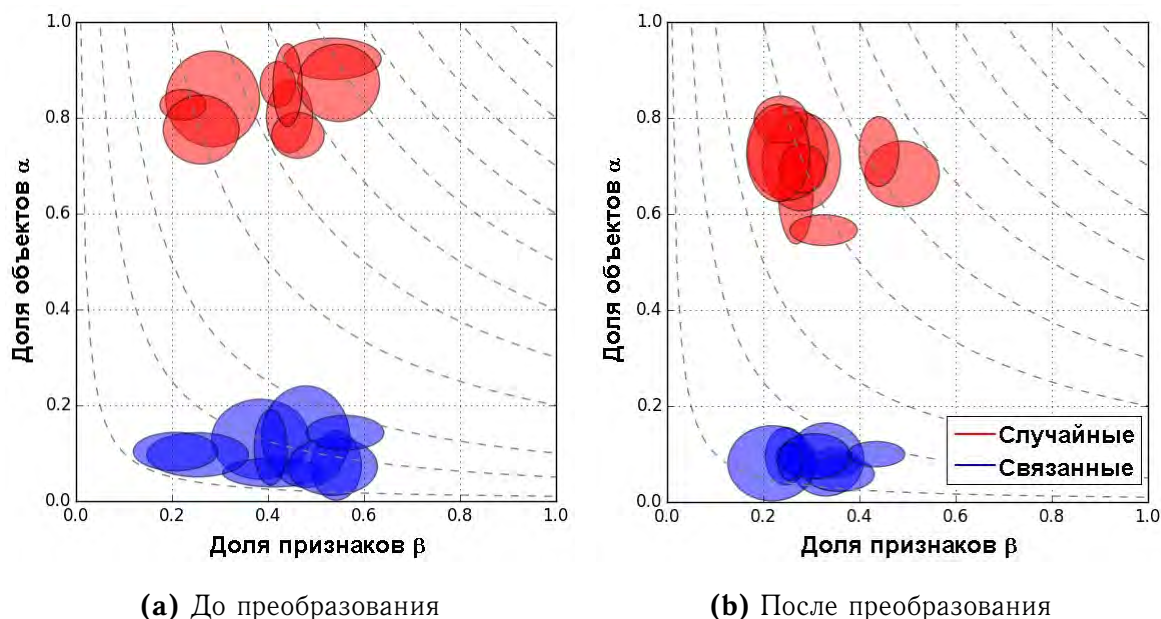 1.0
0.8
0.6
0.4
0.2
0.0
0.0 0.2 0.4 0.6 0.8 1.0
Доля объектов α
Доля признаков β
(a) До преобразования
1.0
0.8
0.6
0.4
0.2
0.0
0.0 0.2 0.4 0.6 0.8 1.0
Доля объектов α
Доля признаков β
Случайные
Связанные
(b) После преобразования